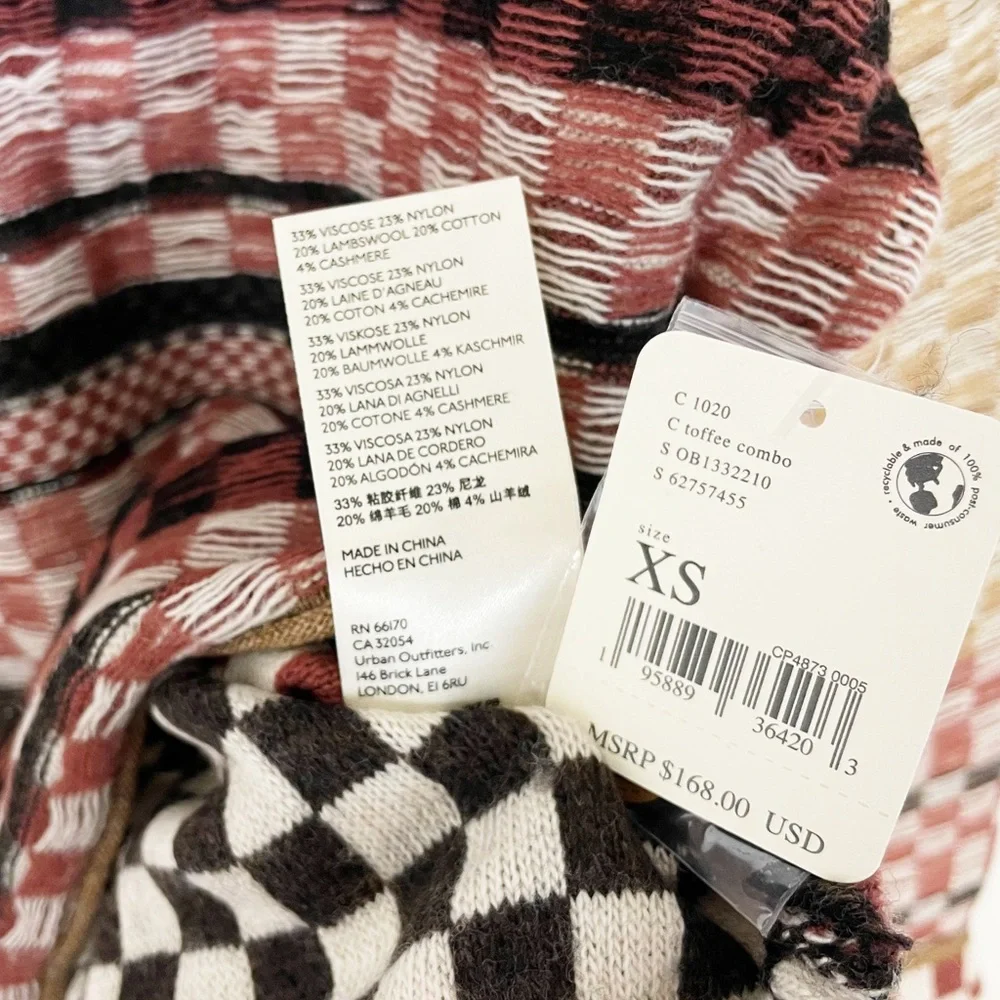 33% VISCOSE 23% NYLON
20% LAMBSWOOL 20% COTTON
4% CASHMERE
33% VISCOSE 23% NYLON
20% LAINE D'AGNEAU
20% COTON 4% CACHEMIRE
33% VISKOSE 23% NYLON
20% LAMMWOLLE
20% BAUMWOLLE 4% KASCHMIR
33% VISCOSA 23% NYLON
20% LANA DI AGNELLI
20% COTONE 4% CASHMERE
33% VISCOSA 23% NYLON
20% LANA DE CORDERO
20% ALGODÓN 4% CACHEMIRA
33% 粘胶纤维 23% 尼龙
20% 绵羊毛 20% 棉 4% 山羊绒
MADE IN CHINA
HECHO EN CHINA
RN 66170
CA 32054
Urban Outfitters, Inc
146 Brick Lane
LONDON, E1 6RU
C 1020
C toffee combo
S OB1332210
S 62757455
recyclable & made of 100% post-consumer waste
size
XS
CP4873 0005
1 95889 36420 3
MSRP $168.00 USD